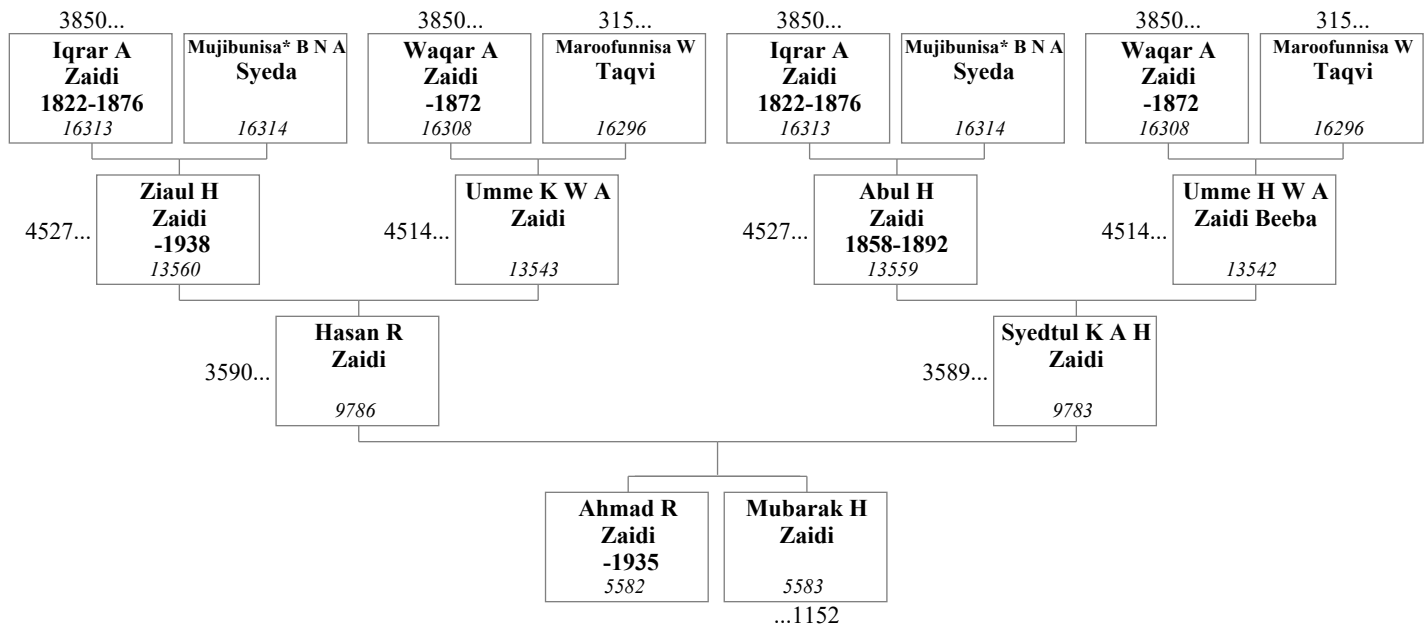 3850...
315...
3850...
315...
3850...
3850...
Iqrar A
Zaidi
1822-1876
16313
Mujibunisa* B N A
Syeda
16314
Waqar A
Zaidi
-1872
16308
Maroofunnisa W
Taqvi
16296
Iqrar A
Zaidi
1822-1876
16313
Mujibunisa* B N A
Syeda
16314
Waqar A
Zaidi
-1872
16308
Maroofunnisa W
Taqvi
16296
4527...
Ziaul H
Zaidi
-1938
13560
4514...
Umme K W A
Zaidi
13543
4527...
Abul H
Zaidi
1858-1892
13559
4514...
Umme H W A
Zaidi Beeba
13542
3590...
Hasan R
Zaidi
9786
3589...
Syedtul K A H
Zaidi
9783
Ahmad R
Zaidi
-1935
5582
Mubarak H
Zaidi
5583
...1152